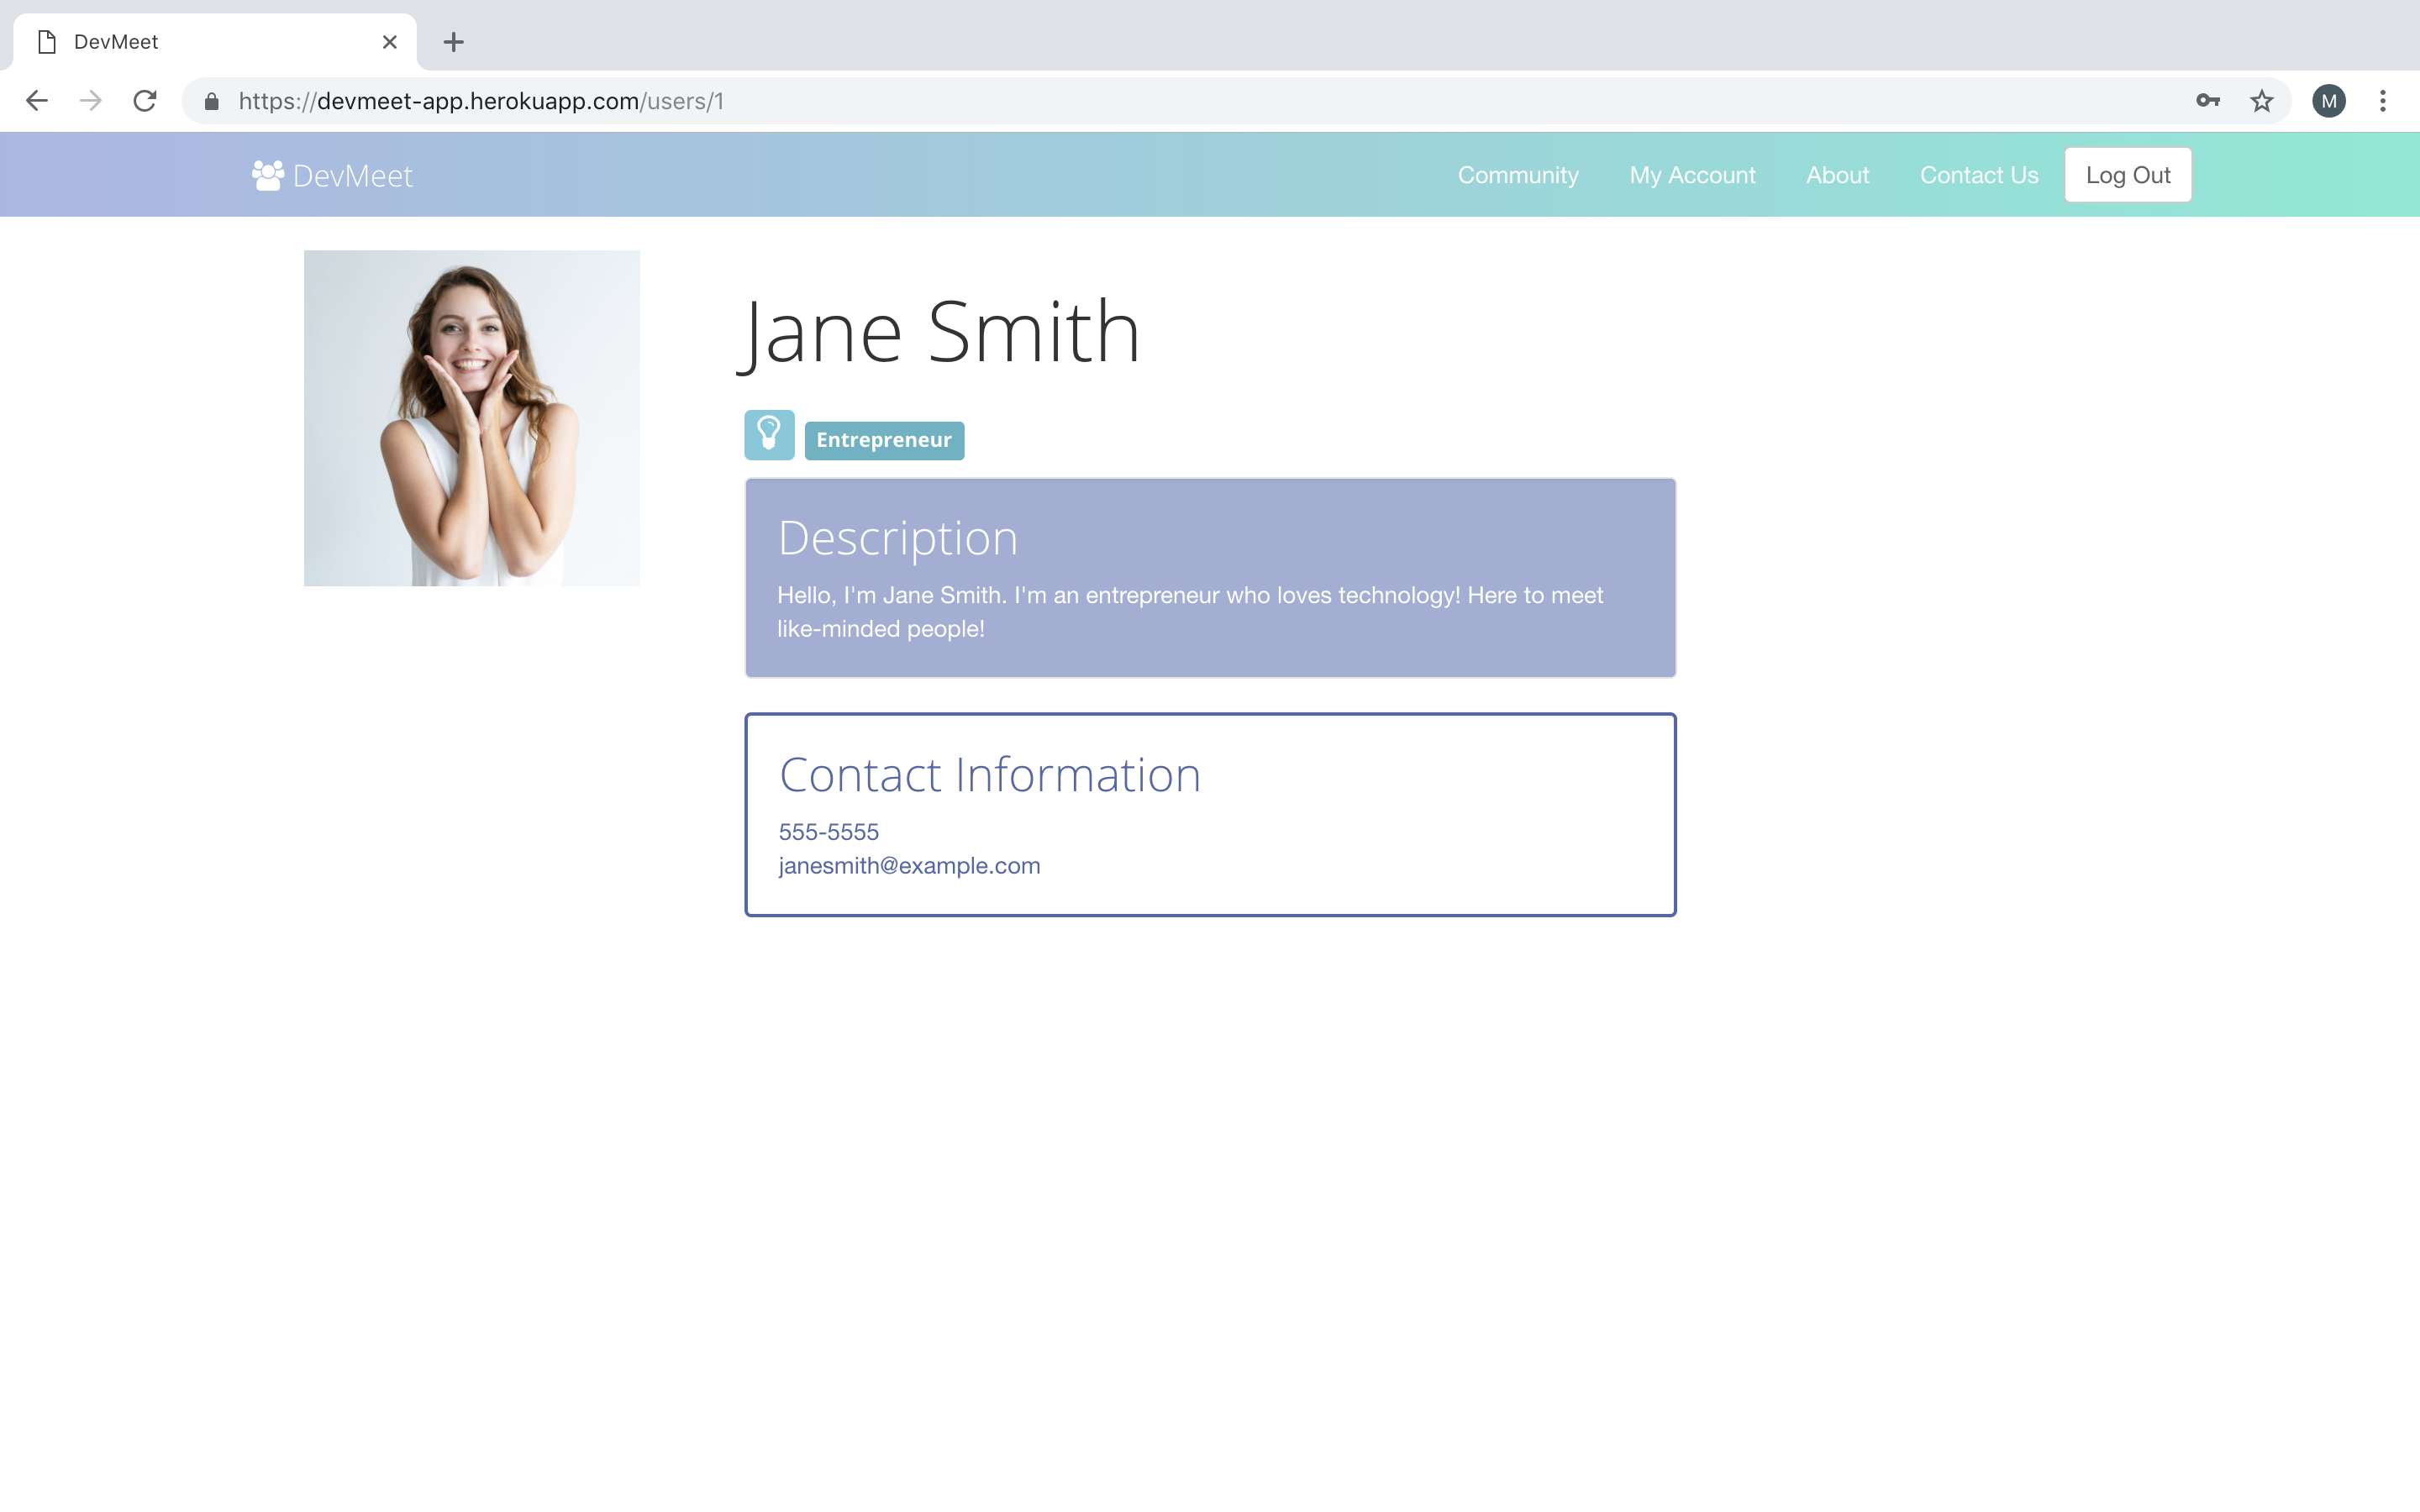 DevMeet
https://devmeet-app.herokuapp.com/users/1
M
DevMeet
Community
My Account
About
Contact Us
Log Out
Jane Smith
Entrepreneur
Description
Hello, I'm Jane Smith. I'm an entrepreneur who loves technology! Here to meet
like-minded people!
Contact Information
555-5555
janesmith@example.com